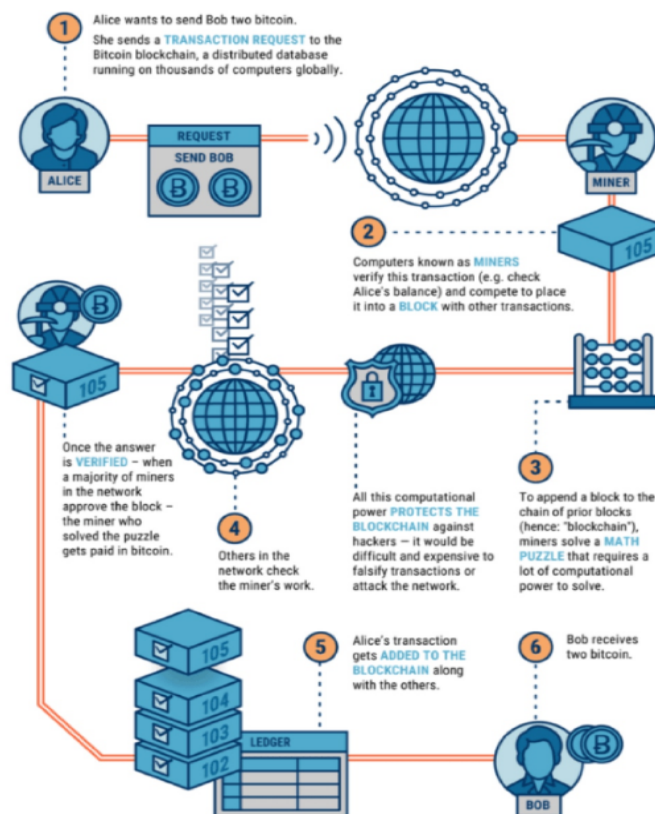 1
Alice wants to send Bob two bitcoin.
She sends a TRANSACTION REQUEST to the
Bitcoin blockchain, a distributed database
running on thousands of computers globally.
ALICE
REQUEST
SEND BOB
MINER
105
2
Computers known as MINERS
verify this transaction (e.g. check
Alice's balance) and compete to place
it into a BLOCK with other transactions.
3
To append a block to the
chain of prior blocks
(hence: "blockchain"),
miners solve a MATH
PUZZLE that requires a
lot of computational
power to solve.
All this computational
power PROTECTS THE
BLOCKCHAIN against
hackers – it would be
difficult and expensive to
falsify transactions or
attack the network.
4
Others in the
network check
the miner's work.
105
Once the answer
is VERIFIED – when
a majority of miners
in the network
approve the block –
the miner who
solved the puzzle
gets paid in bitcoin.
105
104
103
102
LEDGER
5
Alice's transaction
gets ADDED TO THE
BLOCKCHAIN along
with the others.
6
Bob receives
two bitcoin.
BOB